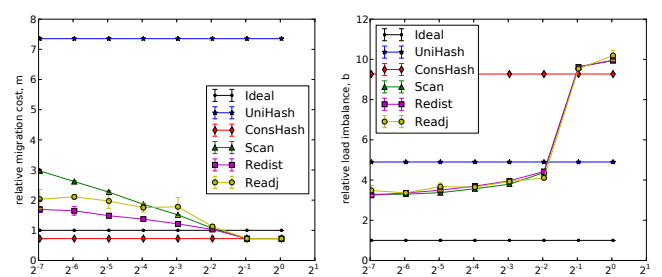 8
7
6
5
4
3
2
1
0
relative migration cost, m
Ideal
UniHash
ConsHash
Scan
Redist
Readj
2^-7 2^-6 2^-5 2^-4 2^-3 2^-2 2^-1 2^0 2^1
12
10
8
6
4
2
0
relative load imbalance, b
Ideal
UniHash
ConsHash
Scan
Redist
Readj
2^-7 2^-6 2^-5 2^-4 2^-3 2^-2 2^-1 2^0 2^1